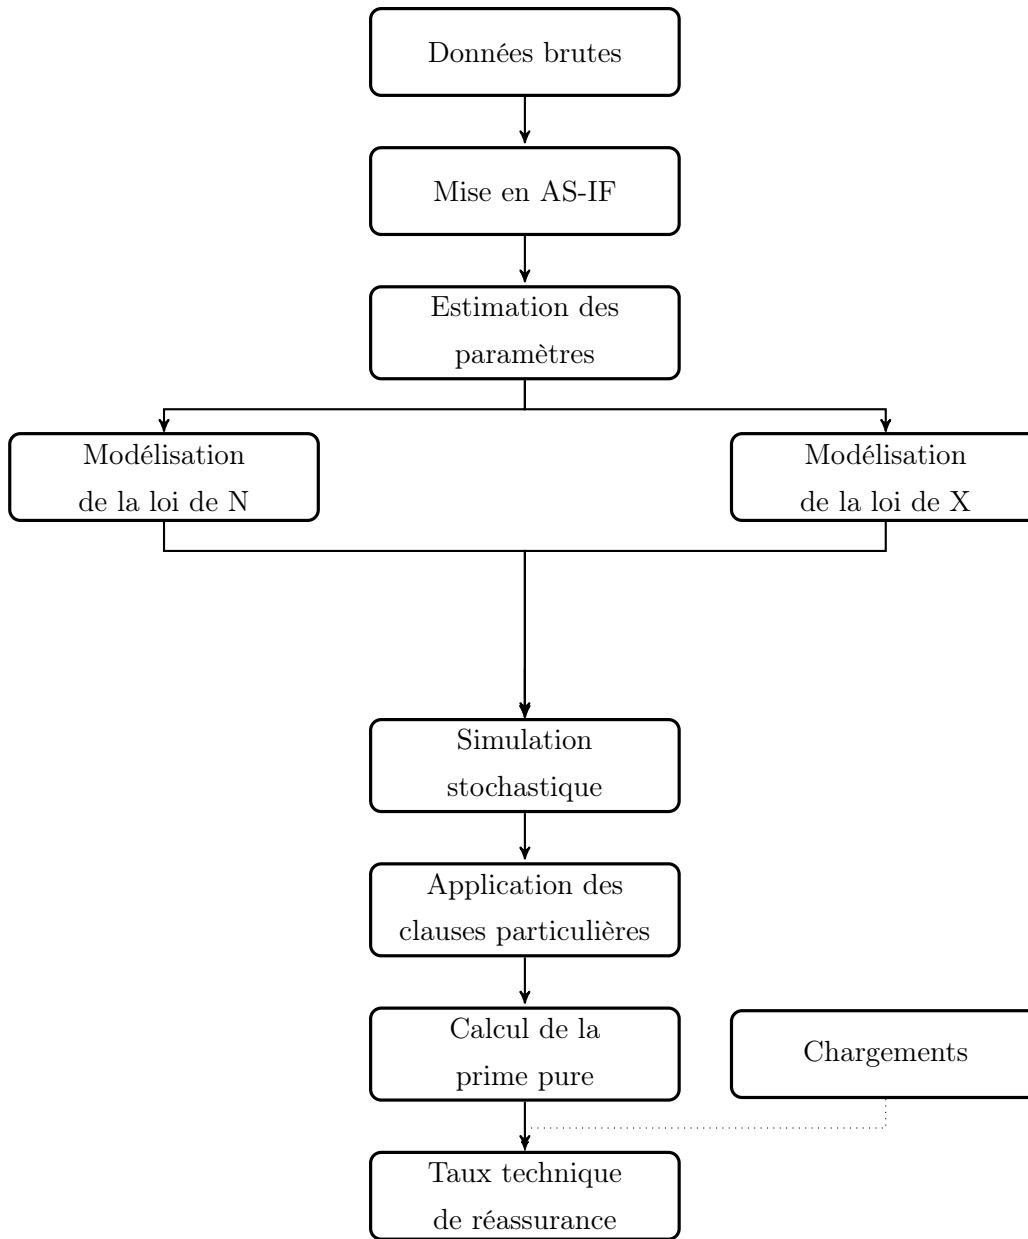 Données brutes
Mise en AS-IF
Estimation des
paramètres
Modélisation
de la loi de N
Modélisation
de la loi de X
Simulation
stochastique
Application des
clauses particulières
Calcul de la
prime pure
Chargements
Taux technique
de réassurance